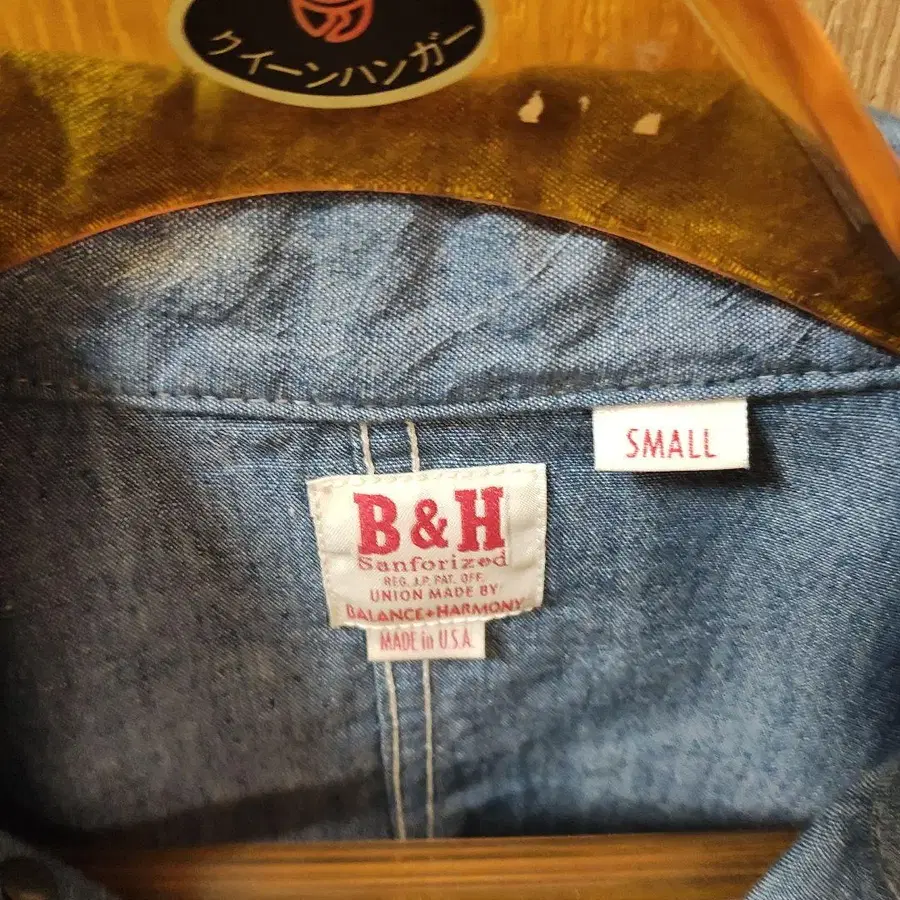 クイーンハンガー
SMALL
B&H
Sanforized
REG. J.P. PAT. OFF.
UNION MADE BY
BALANCE+HARMONY
MADE in U.S.A.